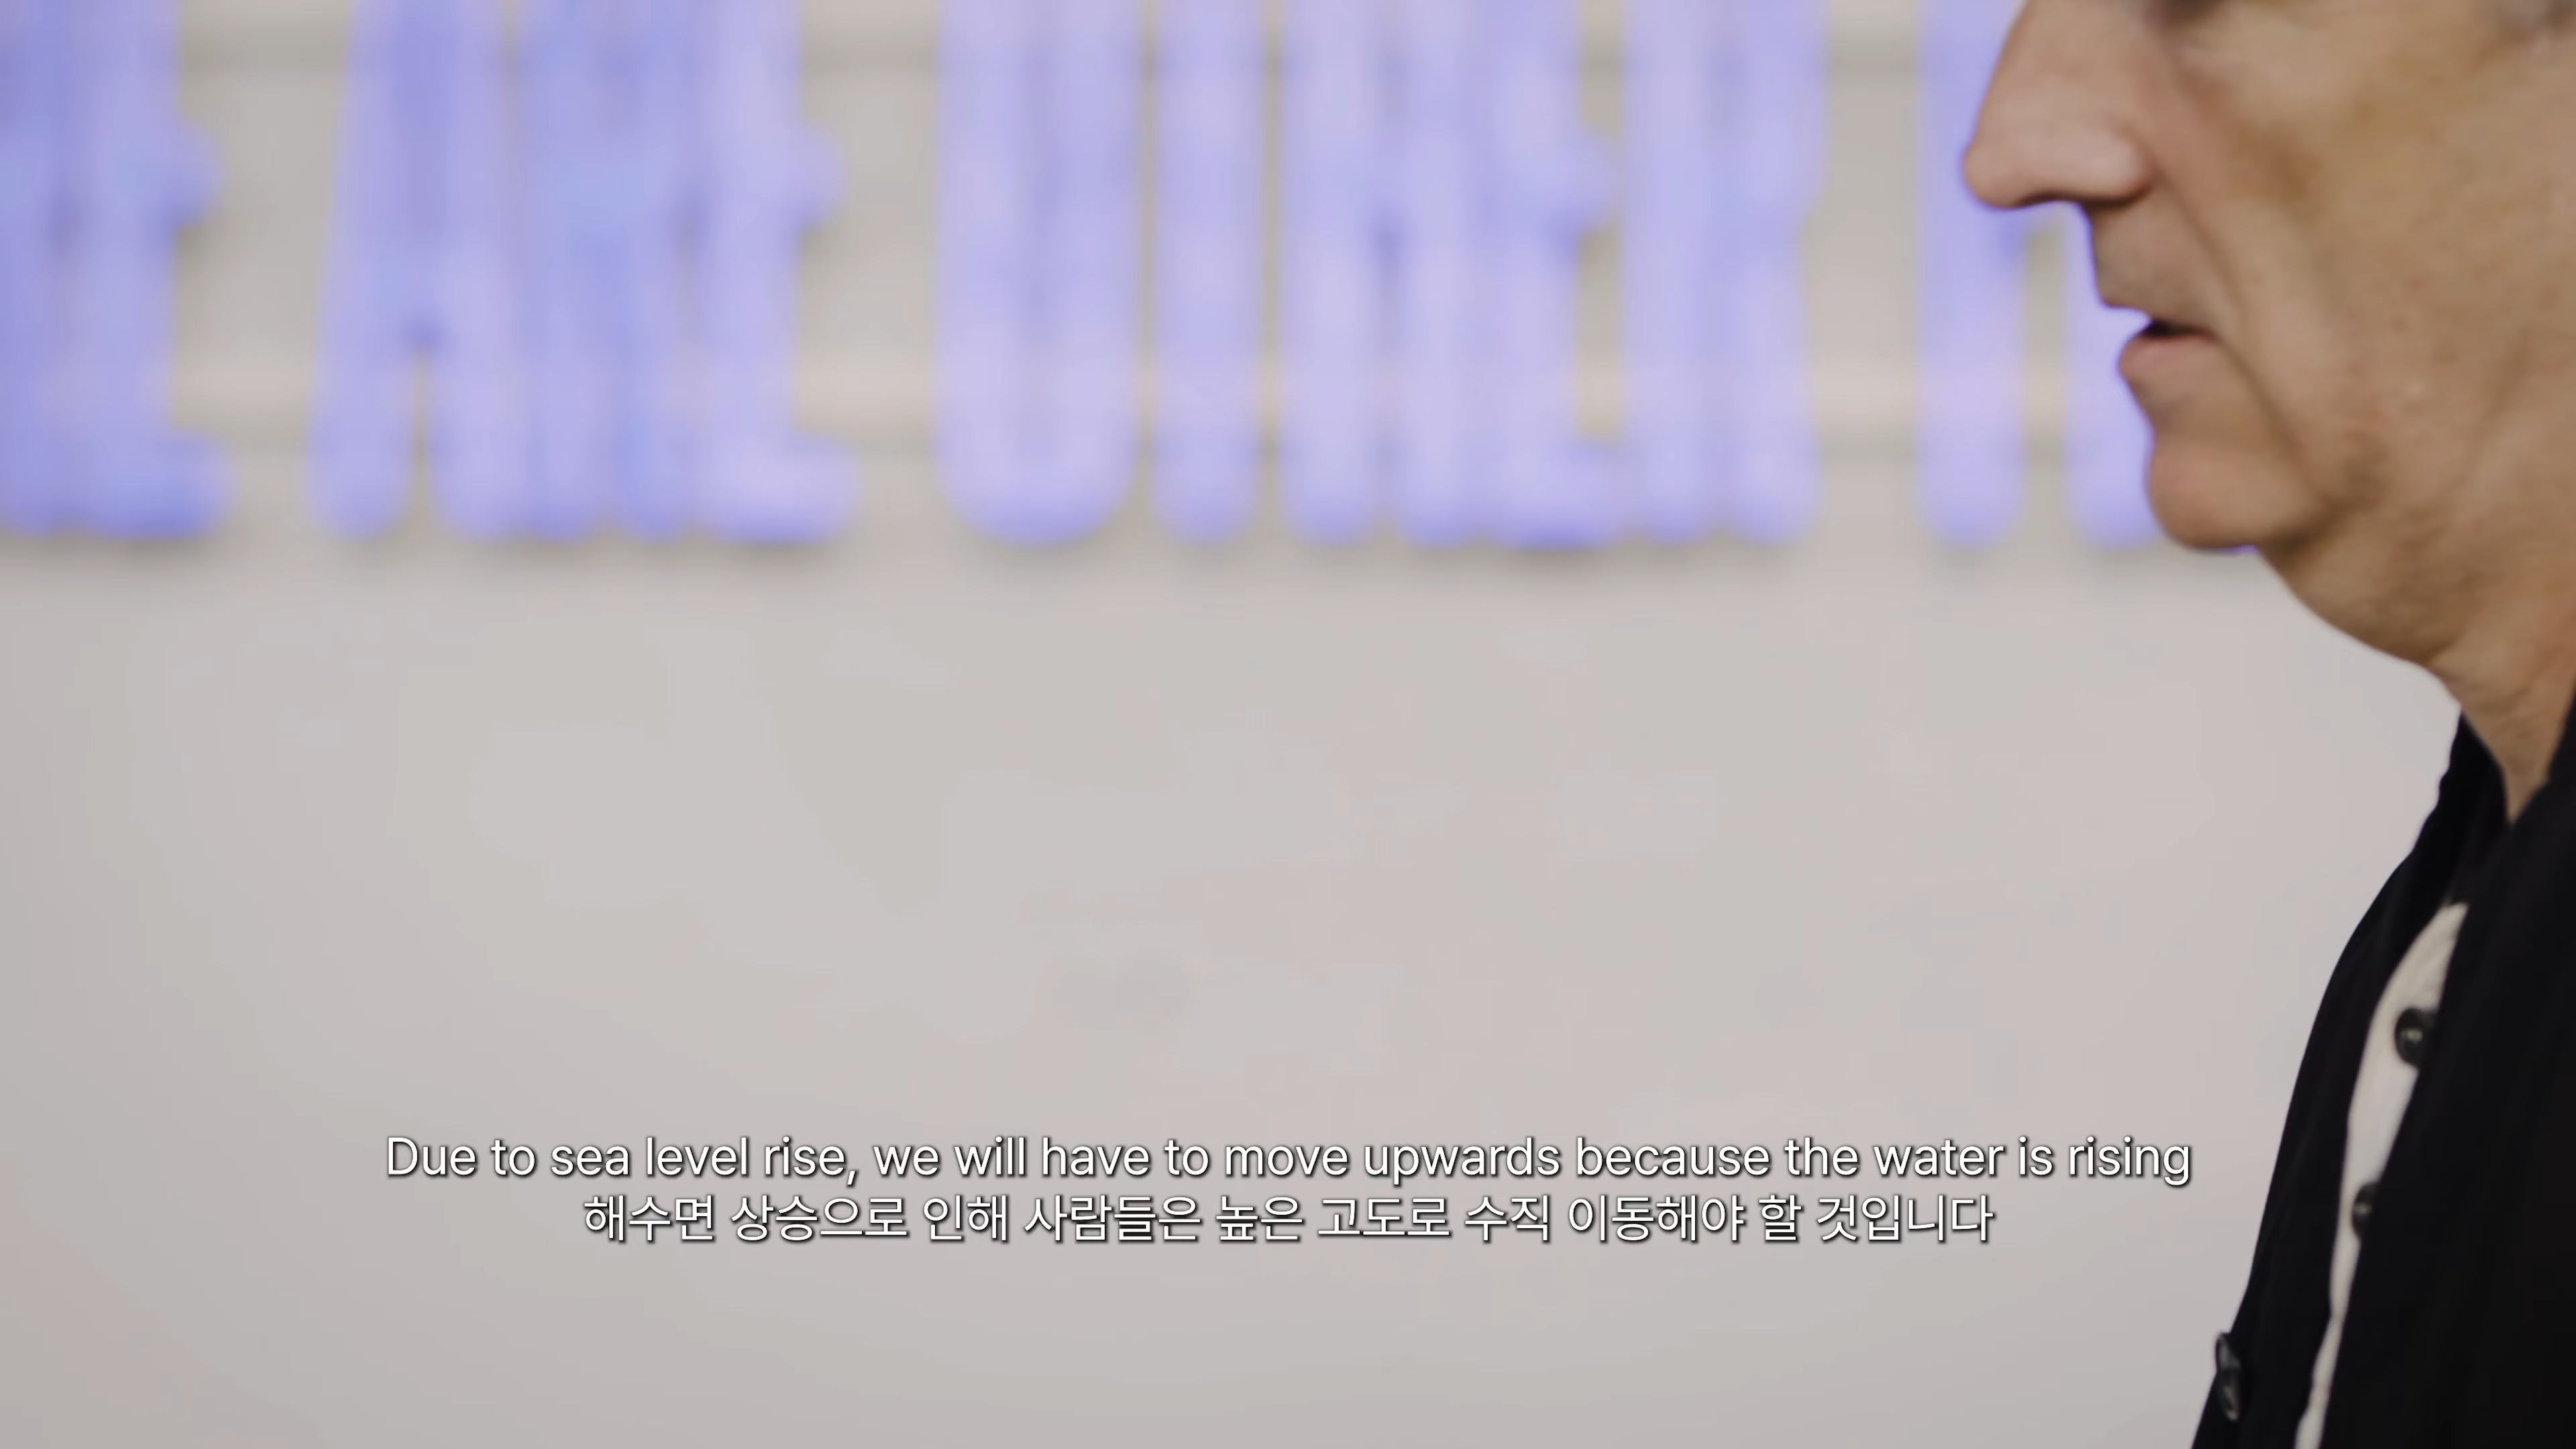 ARE UNDER
Due to sea level rise, we will have to move upwards because the water is rising
해수면 상승으로 인해 사람들은 높은 고도로 수직 이동해야 할 것입니다